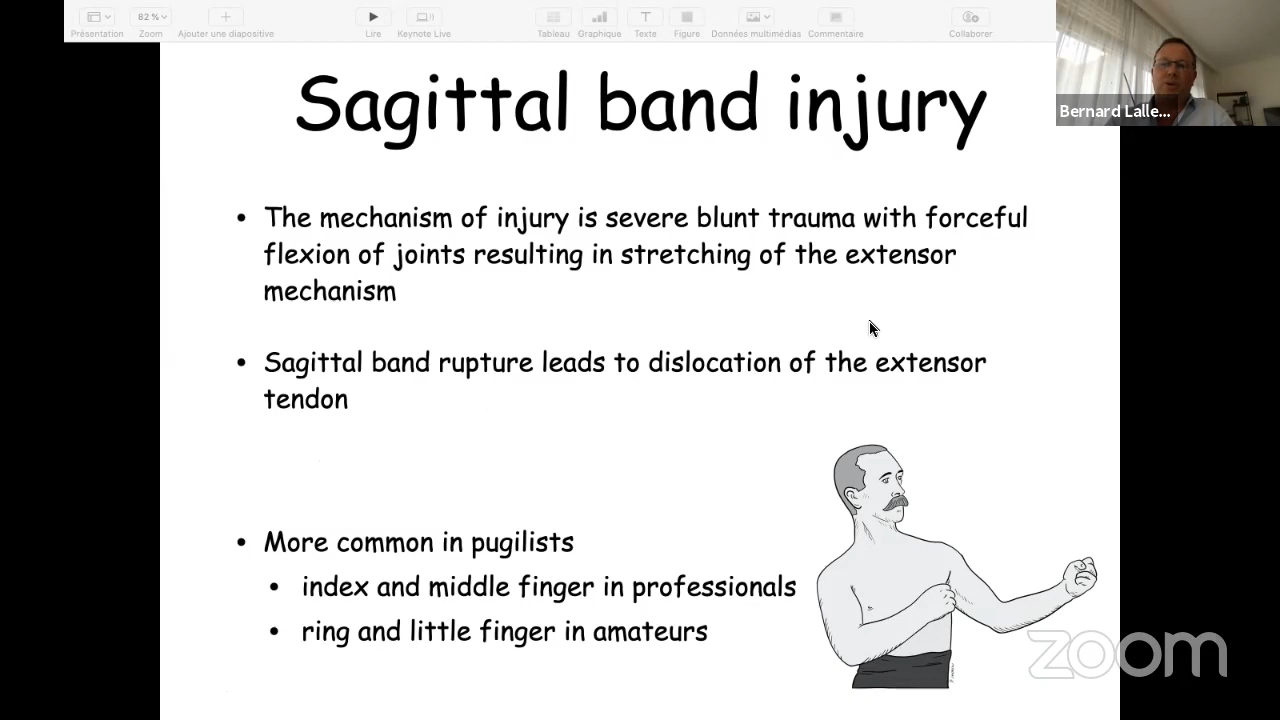 Présentation
82 %
Zoom
Ajouter une diapositive
Lire
Keynote Live
Tableau
Graphique
Texte
Figure
Données multimédias
Commentaire
Collaborer
Bernard Lalle...
Sagittal band injury
• The mechanism of injury is severe blunt trauma with forceful
flexion of joints resulting in stretching of the extensor
mechanism
• Sagittal band rupture leads to dislocation of the extensor
tendon
• More common in pugilists
• index and middle finger in professionals
• ring and little finger in amateurs
zoom